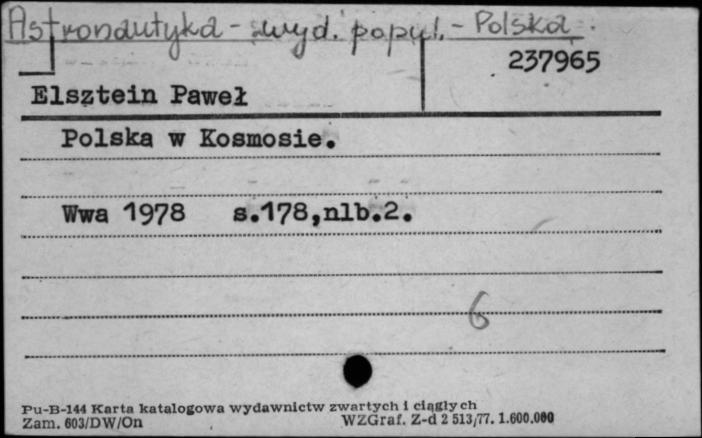 Astronautyka - wyd. popul. - Polska
237965
Elsztein Paweł
Polska w Kosmosie.
Wwa 1978 s.178,nlb.2.
6
Pu-B-144 Karta katalogowa wydawnictw zwartych i ciągłych
Zam. 603/DW/On WZGraf. Z-d 2 513/77. 1.600.000